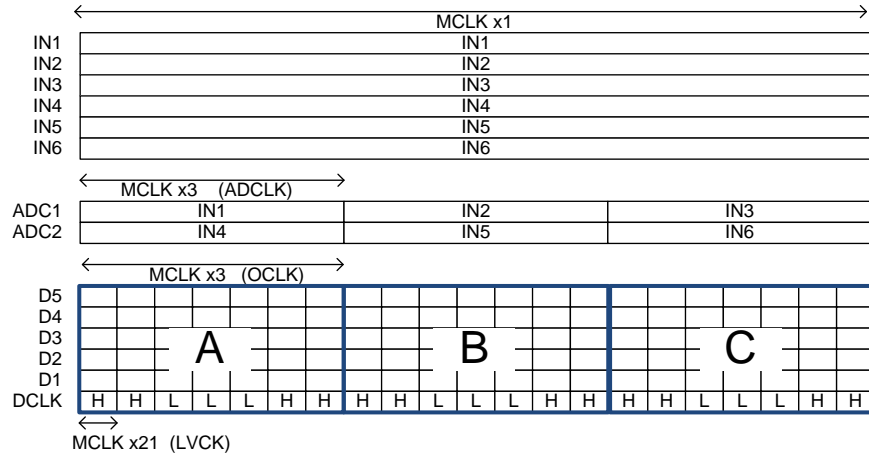 MCLK x1
IN1 IN1
IN2 IN2
IN3 IN3
IN4 IN4
IN5 IN5
IN6 IN6
MCLK x3 (ADCLK)
ADC1 IN1 IN2 IN3
ADC2 IN4 IN5 IN6
MCLK x3 (OCLK)
D5
D4
D3
A B C
D2
D1
DCLK H H L L L H H H H L L L H H H H L L L H H
MCLK x21 (LVCK)